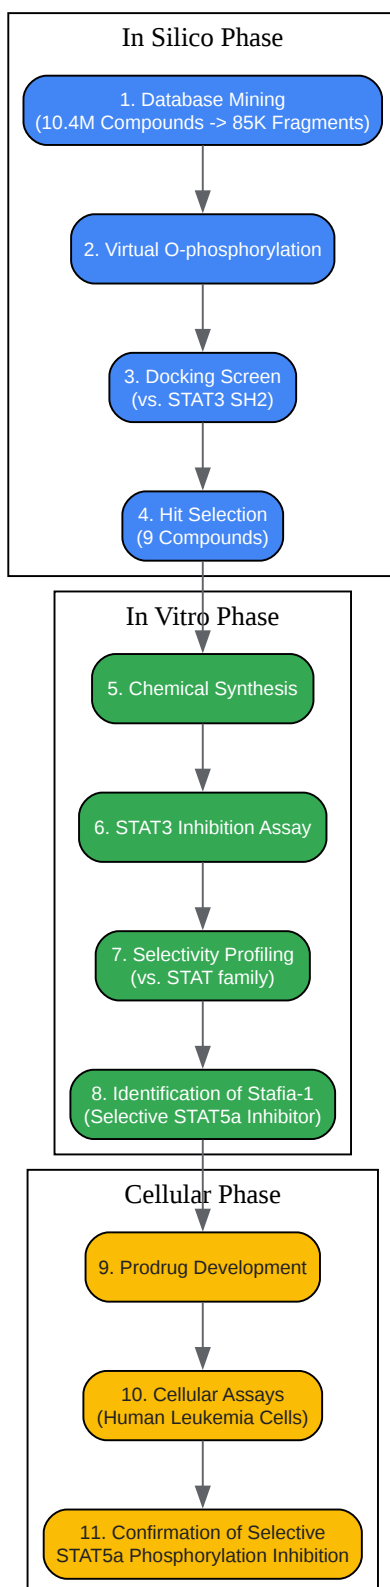 In Silico Phase
1. Database Mining
(10.4M Compounds -> 85K Fragments)
2. Virtual O-phosphorylation
3. Docking Screen
(vs. STAT3 SH2)
4. Hit Selection
(9 Compounds)
In Vitro Phase
5. Chemical Synthesis
6. STAT3 Inhibition Assay
7. Selectivity Profiling
(vs. STAT family)
8. Identification of Stafia-1
(Selective STAT5a Inhibitor)
Cellular Phase
9. Prodrug Development
10. Cellular Assays
(Human Leukemia Cells)
11. Confirmation of Selective
STAT5a Phosphorylation Inhibition